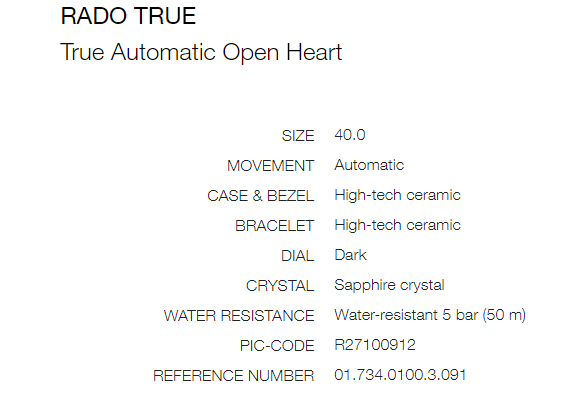 RADO TRUE
True Automatic Open Heart
SIZE 40.0
MOVEMENT Automatic
CASE & BEZEL High-tech ceramic
BRACELET High-tech ceramic
DIAL Dark
CRYSTAL Sapphire crystal
WATER RESISTANCE Water-resistant 5 bar (50 m)
PIC-CODE R27100912
REFERENCE NUMBER 01.734.0100.3.091